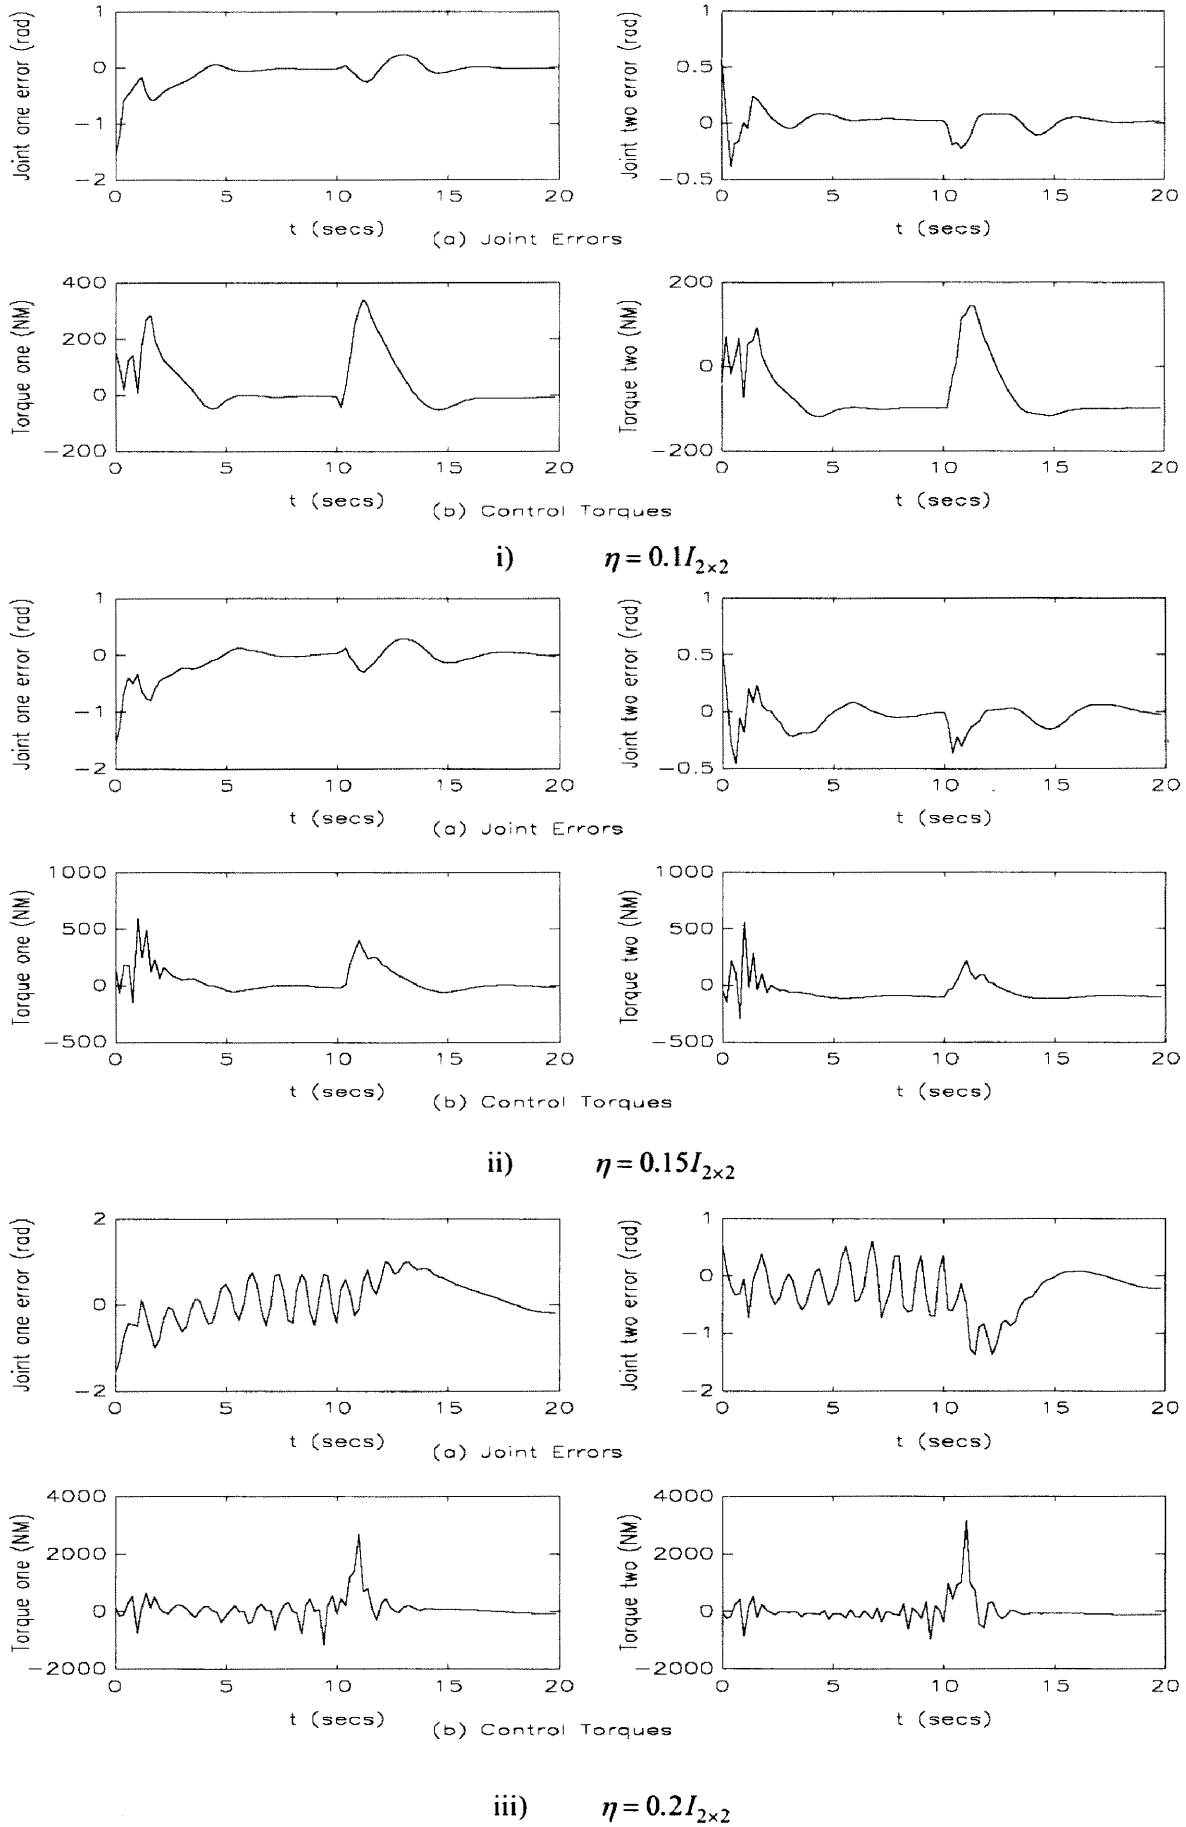 Joint one error (rad)
1
0
−1
−2
0 5 10 15 20
t (secs)
Joint two error (rad)
1
0.5
0
−0.5
0 5 10 15 20
t (secs)
(a) Joint Errors
Torque one (NM)
400
200
0
−200
0 5 10 15 20
t (secs)
Torque two (NM)
200
0
−200
0 5 10 15 20
t (secs)
(b) Control Torques
i) η = 0.1I2×2
Joint one error (rad)
1
0
−1
−2
0 5 10 15 20
t (secs)
Joint two error (rad)
1
0.5
0
−0.5
0 5 10 15 20
t (secs)
(a) Joint Errors
Torque one (NM)
1000
500
0
−500
0 5 10 15 20
t (secs)
Torque two (NM)
1000
500
0
−500
0 5 10 15 20
t (secs)
(b) Control Torques
ii) η = 0.15I2×2
Joint one error (rad)
2
0
−2
0 5 10 15 20
t (secs)
Joint two error (rad)
1
0
−1
−2
0 5 10 15 20
t (secs)
(a) Joint Errors
Torque one (NM)
4000
2000
0
−2000
0 5 10 15 20
t (secs)
Torque two (NM)
4000
2000
0
−2000
0 5 10 15 20
t (secs)
(b) Control Torques
iii) η = 0.2I2×2